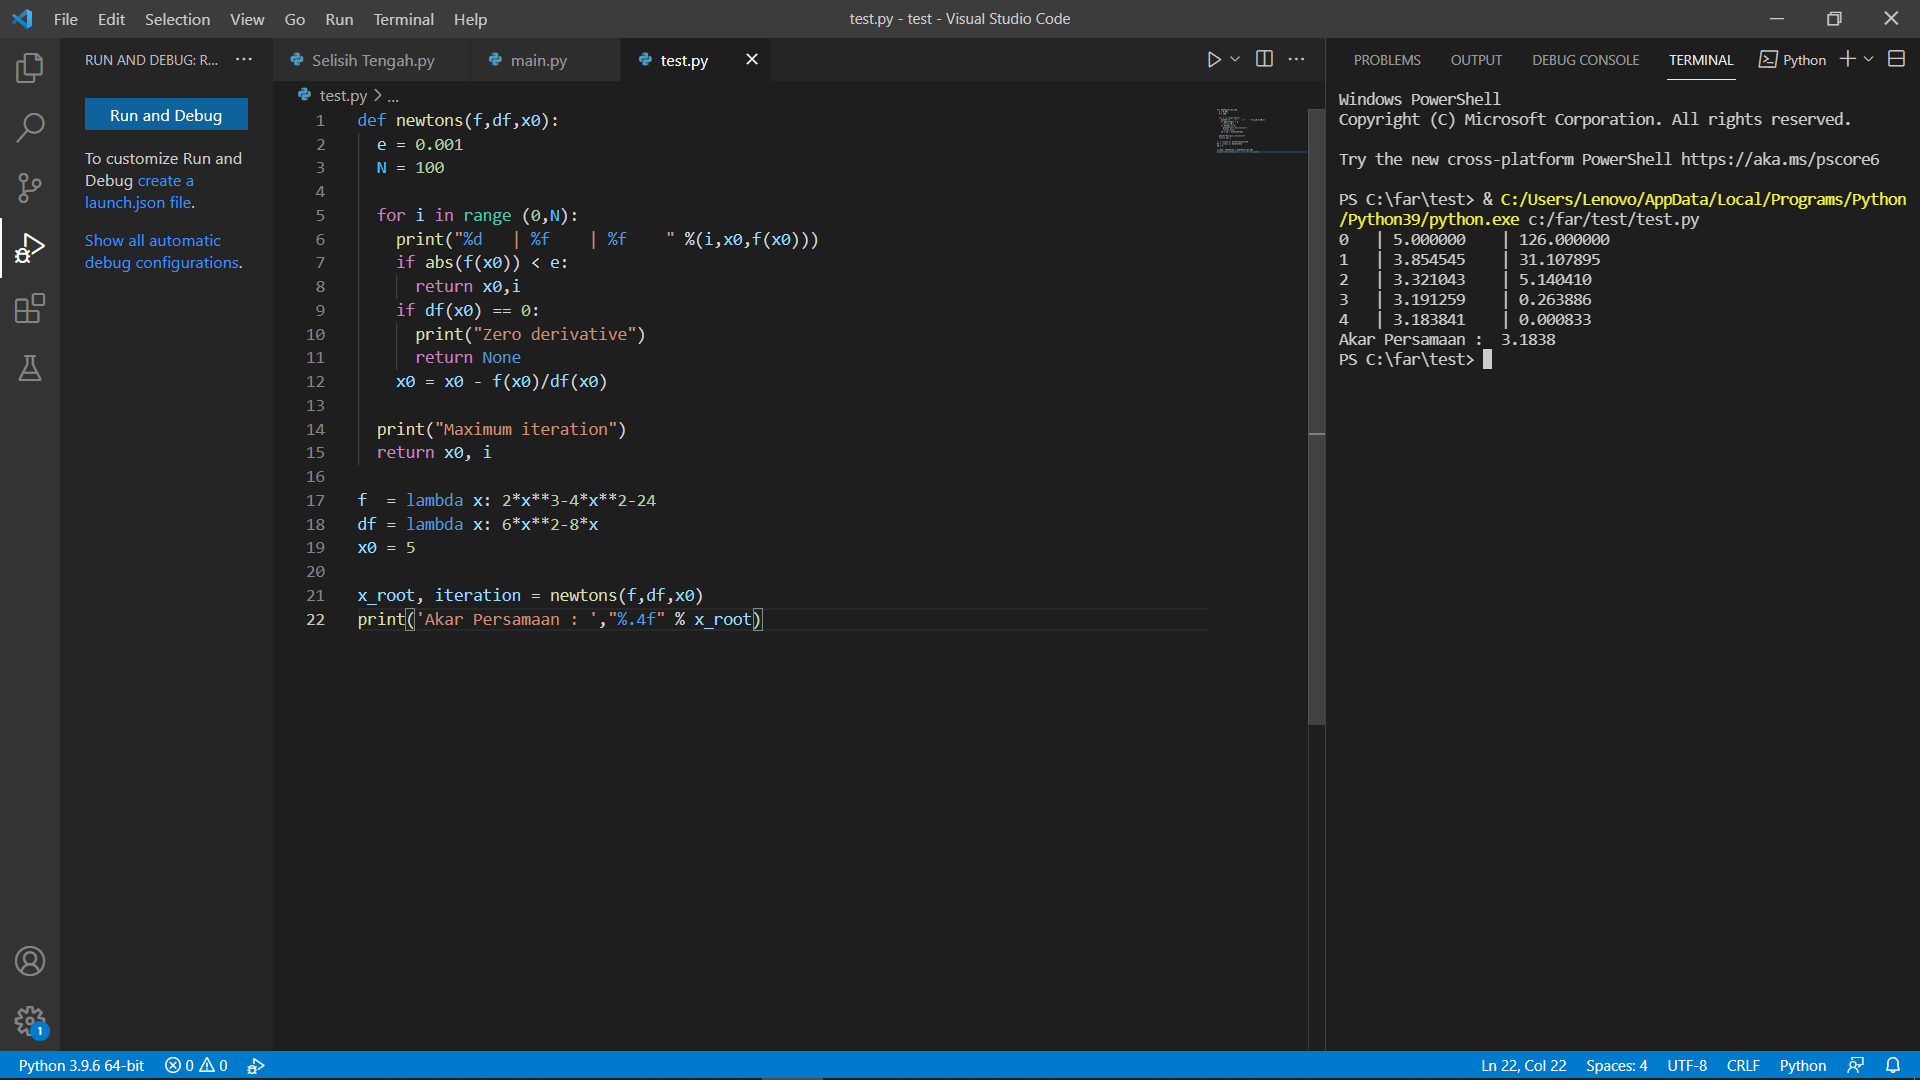 File Edit Selection View Go Run Terminal Help
test.py - test - Visual Studio Code
RUN AND DEBUG: R... ...
Run and Debug
To customize Run and
Debug create a
launch.json file.
Show all automatic
debug configurations.
Selisih Tengah.py main.py test.py
test.py > ...
1 def newtons(f,df,x0):
2   e = 0.001
3   N = 100
4
5   for i in range (0,N):
6     print("%d   | %f    | %f    " %(i,x0,f(x0)))
7     if abs(f(x0)) < e:
8       return x0,i
9     if df(x0) == 0:
10       print("Zero derivative")
11       return None
12     x0 = x0 - f(x0)/df(x0)
13
14   print("Maximum iteration")
15   return x0, i
16
17 f  = lambda x: 2*x**3-4*x**2-24
18 df = lambda x: 6*x**2-8*x
19 x0 = 5
20
21 x_root, iteration = newtons(f,df,x0)
22 print('Akar Persamaan : ',"%.4f" % x_root)
PROBLEMS OUTPUT DEBUG CONSOLE TERMINAL Python
Windows PowerShell
Copyright (C) Microsoft Corporation. All rights reserved.
Try the new cross-platform PowerShell https://aka.ms/pscore6
PS C:\far\test> & C:/Users/Lenovo/AppData/Local/Programs/Python
/Python39/python.exe c:/far/test/test.py
0   | 5.000000    | 126.000000
1   | 3.854545    | 31.107895
2   | 3.321043    | 5.140410
3   | 3.191259    | 0.263886
4   | 3.183841    | 0.000833
Akar Persamaan :  3.1838
PS C:\far\test>
1
Python 3.9.6 64-bit 0 0
Ln 22, Col 22 Spaces: 4 UTF-8 CRLF Python